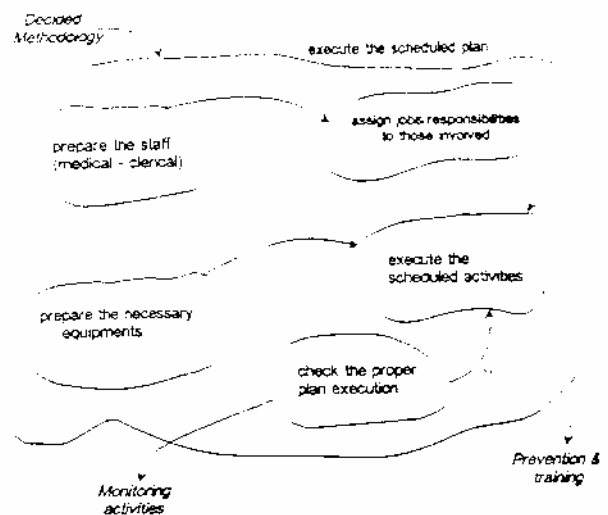 Decided
Methodology
execute the scheduled plan
assign jobs responsibilities
to those involved
prepare the staff
(medical - clerical)
execute the
scheduled activities
prepare the necessary
equipments
check the proper
plan execution
Prevention &
training
Monitoring
activities